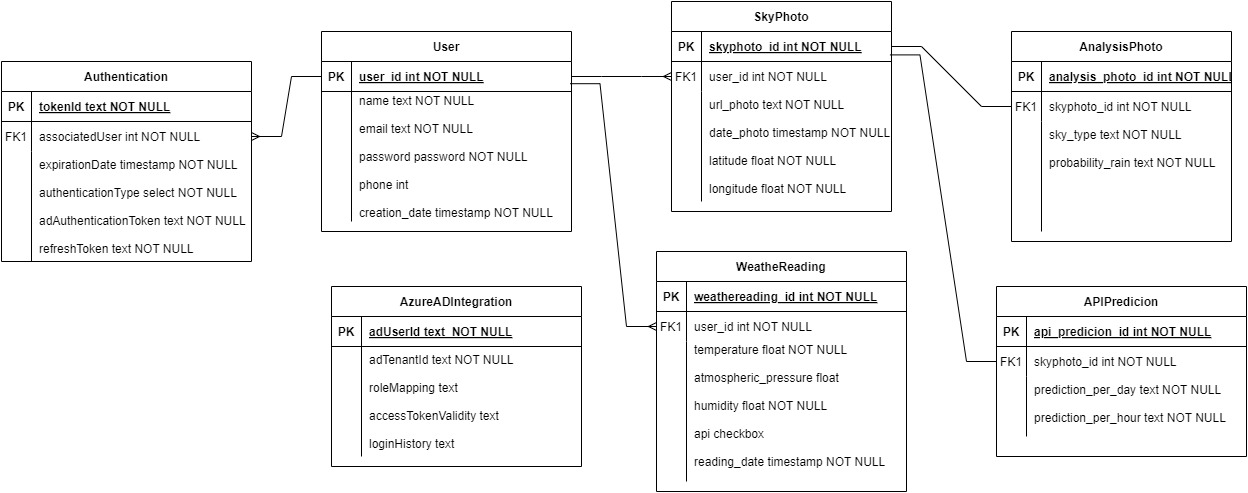 Authentication
PK tokenId text NOT NULL
FK1 associatedUser int NOT NULL
expirationDate timestamp NOT NULL
authenticationType select NOT NULL
adAuthenticationToken text NOT NULL
refreshToken text NOT NULL
User
PK user_id int NOT NULL
name text NOT NULL
email text NOT NULL
password password NOT NULL
phone int
creation_date timestamp NOT NULL
SkyPhoto
PK skyphoto_id int NOT NULL
FK1 user_id int NOT NULL
url_photo text NOT NULL
date_photo timestamp NOT NULL
latitude float NOT NULL
longitude float NOT NULL
AnalysisPhoto
PK analysis_photo_id int NOT NULL
FK1 skyphoto_id int NOT NULL
sky_type text NOT NULL
probability_rain text NOT NULL
AzureADIntegration
PK adUserId text NOT NULL
adTenantId text NOT NULL
roleMapping text
accessTokenValidity text
loginHistory text
WeatheReading
PK weathereading_id int NOT NULL
FK1 user_id int NOT NULL
temperature float NOT NULL
atmospheric_pressure float
humidity float NOT NULL
api checkbox
reading_date timestamp NOT NULL
APIPredicion
PK api_predicion_id int NOT NULL
FK1 skyphoto_id int NOT NULL
prediction_per_day text NOT NULL
prediction_per_hour text NOT NULL